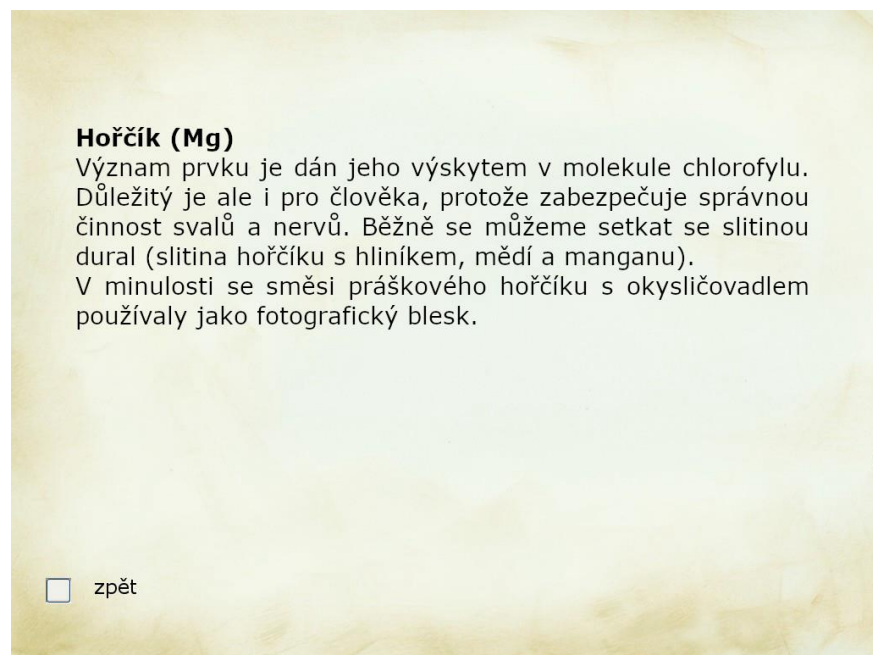 Hořčík (Mg)
Význam prvku je dán jeho výskytem v molekule chlorofylu.
Důležitý je ale i pro člověka, protože zabezpečuje správnou
činnost svalů a nervů. Běžně se můžeme setkat se slitinou
dural (slitina hořčíku s hliníkem, mědí a manganu).
V minulosti se směsi práškového hořčíku s okysličovadlem
používaly jako fotografický blesk.
zpět